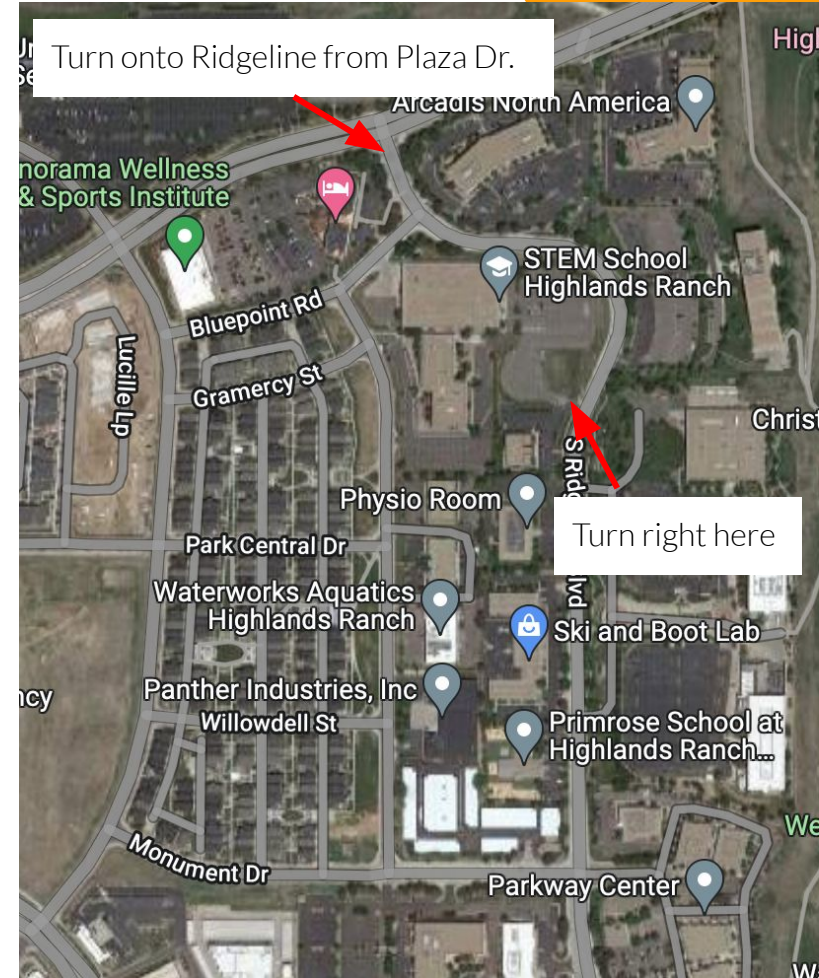 Turn onto Ridgeline from Plaza Dr.
Arcadis North America
norama Wellness
& Sports Institute
STEM School
Highlands Ranch
Bluepoint Rd
Lucille Lp
Gramercy St
Christ
S Ridg
Physio Room
Turn right here
Park Central Dr
Blvd
Waterworks Aquatics
Highlands Ranch
Ski and Boot Lab
Panther Industries, Inc
Willowdell St
Primrose School at
Highlands Ranch...
Monument Dr
Parkway Center